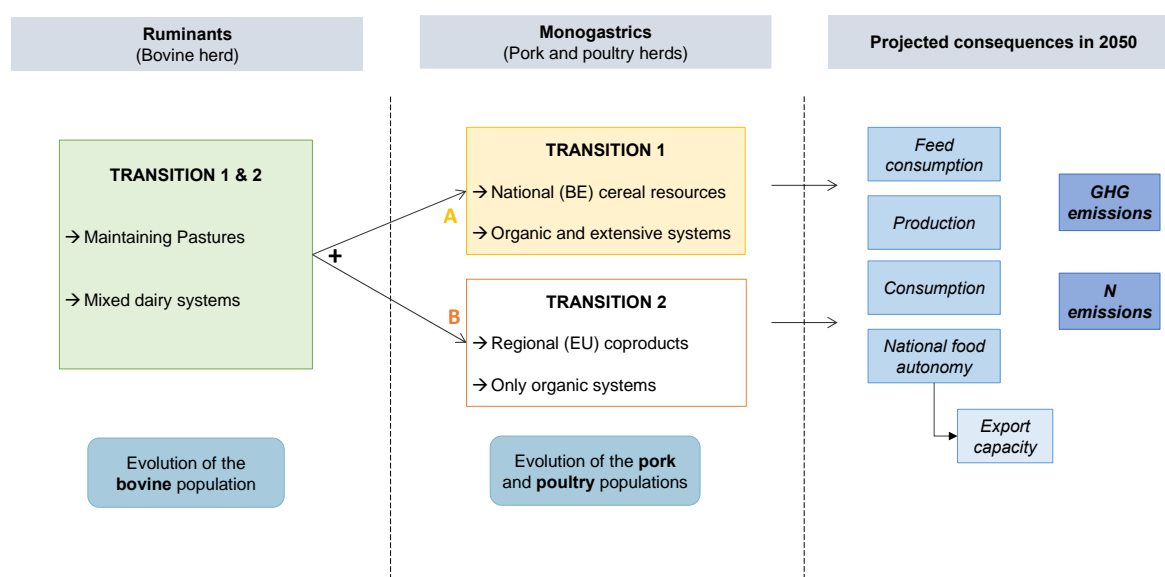 Ruminants
(Bovine herd)
TRANSITION 1 & 2
→ Maintaining Pastures
→ Mixed dairy systems
Evolution of the
bovine population
+
A
B
Monogastrics
(Pork and poultry herds)
TRANSITION 1
→ National (BE) cereal resources
→ Organic and extensive systems
TRANSITION 2
→ Regional (EU) coproducts
→ Only organic systems
Evolution of the pork
and poultry populations
Projected consequences in 2050
Feed
consumption
Production
Consumption
National food
autonomy
Export
capacity
GHG
emissions
N
emissions